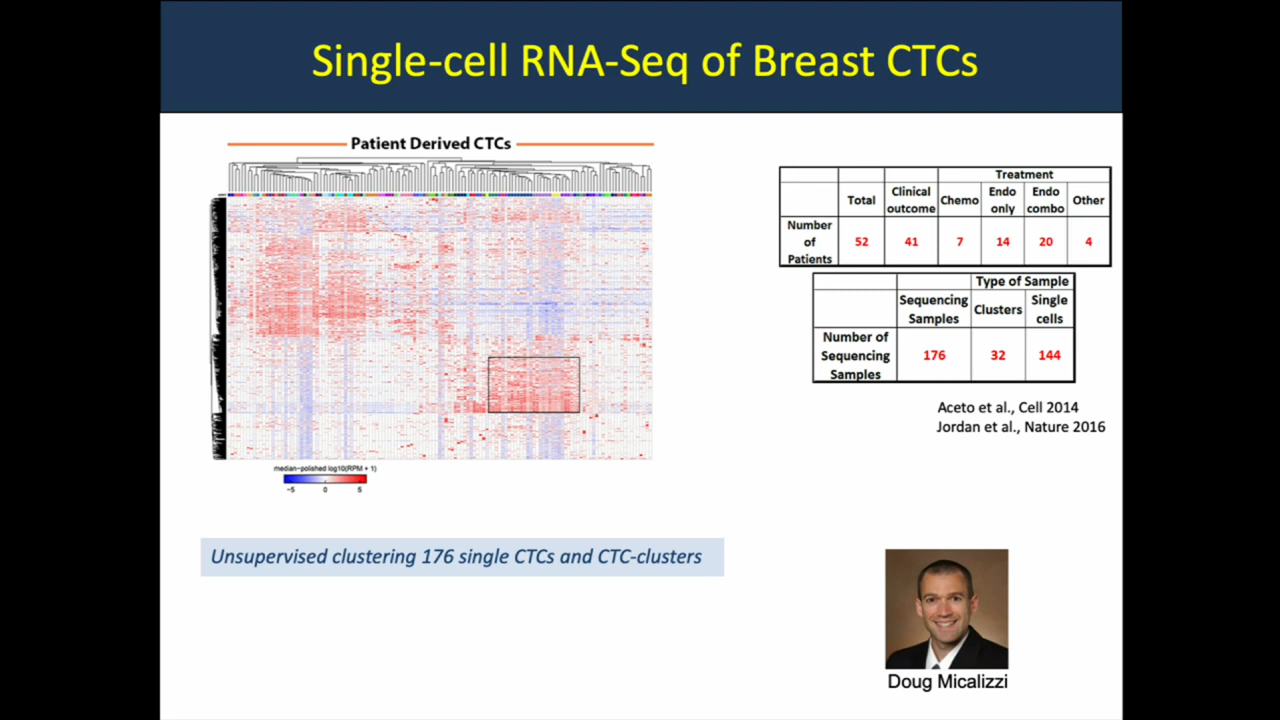 Single-cell RNA-Seq of Breast CTCs
Patient Derived CTCs
median-polished log10(RPM + 1)
−5 0 5
Treatment
Total Clinical outcome Chemo Endo only Endo combo Other
Number of Patients 52 41 7 14 20 4
Type of Sample
Sequencing Samples Clusters Single cells
Number of Sequencing Samples 176 32 144
Aceto et al., Cell 2014
Jordan et al., Nature 2016
Unsupervised clustering 176 single CTCs and CTC-clusters
Doug Micalizzi